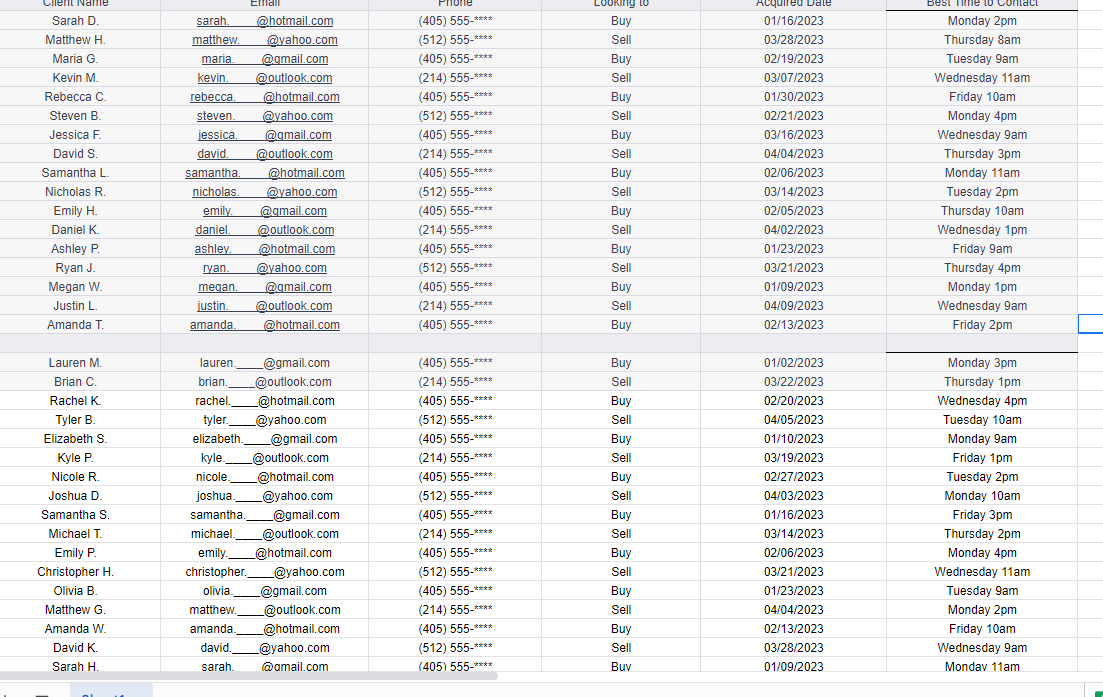 Client Name Email Phone Looking to Acquired Date Best Time to Contact
Sarah D. sarah.____@hotmail.com (405) 555-**** Buy 01/16/2023 Monday 2pm
Matthew H. matthew.____@yahoo.com (512) 555-**** Sell 03/28/2023 Thursday 8am
Maria G. maria.____@gmail.com (405) 555-**** Buy 02/19/2023 Tuesday 9am
Kevin M. kevin.____@outlook.com (214) 555-**** Sell 03/07/2023 Wednesday 11am
Rebecca C. rebecca.____@hotmail.com (405) 555-**** Buy 01/30/2023 Friday 10am
Steven B. steven.____@yahoo.com (512) 555-**** Sell 02/21/2023 Monday 4pm
Jessica F. jessica.____@gmail.com (405) 555-**** Buy 03/16/2023 Wednesday 9am
David S. david.____@outlook.com (214) 555-**** Sell 04/04/2023 Thursday 3pm
Samantha L. samantha.____@hotmail.com (405) 555-**** Buy 02/06/2023 Monday 11am
Nicholas R. nicholas.____@yahoo.com (512) 555-**** Sell 03/14/2023 Tuesday 2pm
Emily H. emily.____@gmail.com (405) 555-**** Buy 02/05/2023 Thursday 10am
Daniel K. daniel.____@outlook.com (214) 555-**** Sell 04/02/2023 Wednesday 1pm
Ashley P. ashley.____@hotmail.com (405) 555-**** Buy 01/23/2023 Friday 9am
Ryan J. ryan.____@yahoo.com (512) 555-**** Sell 03/21/2023 Thursday 4pm
Megan W. megan.____@gmail.com (405) 555-**** Buy 01/09/2023 Monday 1pm
Justin L. justin.____@outlook.com (214) 555-**** Sell 04/09/2023 Wednesday 9am
Amanda T. amanda.____@hotmail.com (405) 555-**** Buy 02/13/2023 Friday 2pm
Lauren M. lauren.____@gmail.com (405) 555-**** Buy 01/02/2023 Monday 3pm
Brian C. brian.____@outlook.com (214) 555-**** Sell 03/22/2023 Thursday 1pm
Rachel K. rachel.____@hotmail.com (405) 555-**** Buy 02/20/2023 Wednesday 4pm
Tyler B. tyler.____@yahoo.com (512) 555-**** Sell 04/05/2023 Tuesday 10am
Elizabeth S. elizabeth.____@gmail.com (405) 555-**** Buy 01/10/2023 Monday 9am
Kyle P. kyle.____@outlook.com (214) 555-**** Sell 03/19/2023 Friday 1pm
Nicole R. nicole.____@hotmail.com (405) 555-**** Buy 02/27/2023 Tuesday 2pm
Joshua D. joshua.____@yahoo.com (512) 555-**** Sell 04/03/2023 Monday 10am
Samantha S. samantha.____@gmail.com (405) 555-**** Buy 01/16/2023 Friday 3pm
Michael T. michael.____@outlook.com (214) 555-**** Sell 03/14/2023 Thursday 2pm
Emily P. emily.____@hotmail.com (405) 555-**** Buy 02/06/2023 Monday 4pm
Christopher H. christopher.____@yahoo.com (512) 555-**** Sell 03/21/2023 Wednesday 11am
Olivia B. olivia.____@gmail.com (405) 555-**** Buy 01/23/2023 Tuesday 9am
Matthew G. matthew.____@outlook.com (214) 555-**** Sell 04/04/2023 Monday 2pm
Amanda W. amanda.____@hotmail.com (405) 555-**** Buy 02/13/2023 Friday 10am
David K. david.____@yahoo.com (512) 555-**** Sell 03/28/2023 Wednesday 9am
Sarah H. sarah.____@gmail.com (405) 555-**** Buy 01/09/2023 Monday 11am